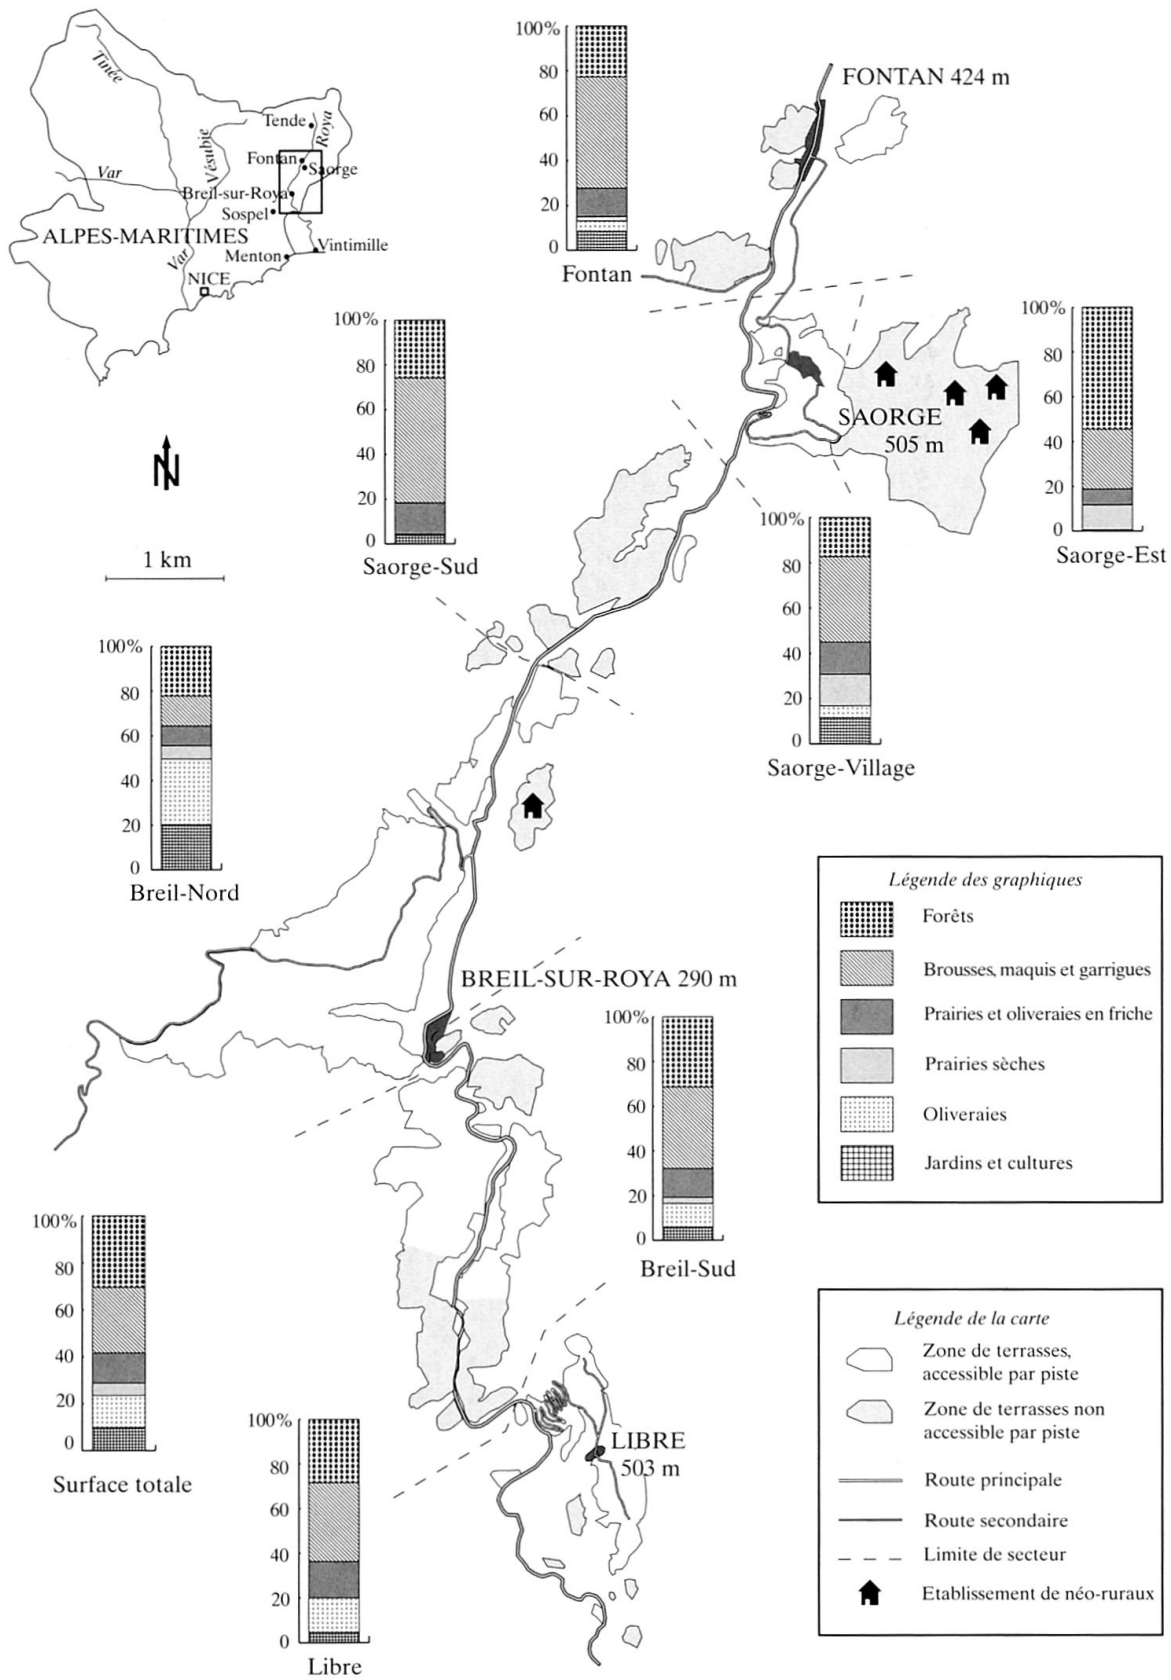 Tinée
Vésubie
Roya
Tende
Fontan
Saorge
Var
Breil-sur-Roya
Sospel
ALPES-MARITIMES
Var
Vintimille
Menton
NICE
N
1 km
100%
80
60
40
20
0
Fontan
FONTAN 424 m
100%
80
60
40
20
0
Saorge-Sud
SAORGE
505 m
100%
80
60
40
20
0
Saorge-Est
100%
80
60
40
20
0
Saorge-Village
100%
80
60
40
20
0
Breil-Nord
BREIL-SUR-ROYA 290 m
100%
80
60
40
20
0
Breil-Sud
100%
80
60
40
20
0
Surface totale
100%
80
60
40
20
0
Libre
LIBRE
503 m
Légende des graphiques
Forêts
Brousses, maquis et garrigues
Prairies et oliveraies en friche
Prairies sèches
Oliveraies
Jardins et cultures
Légende de la carte
Zone de terrasses,
accessible par piste
Zone de terrasses non
accessible par piste
Route principale
Route secondaire
Limite de secteur
Etablissement de néo-ruraux